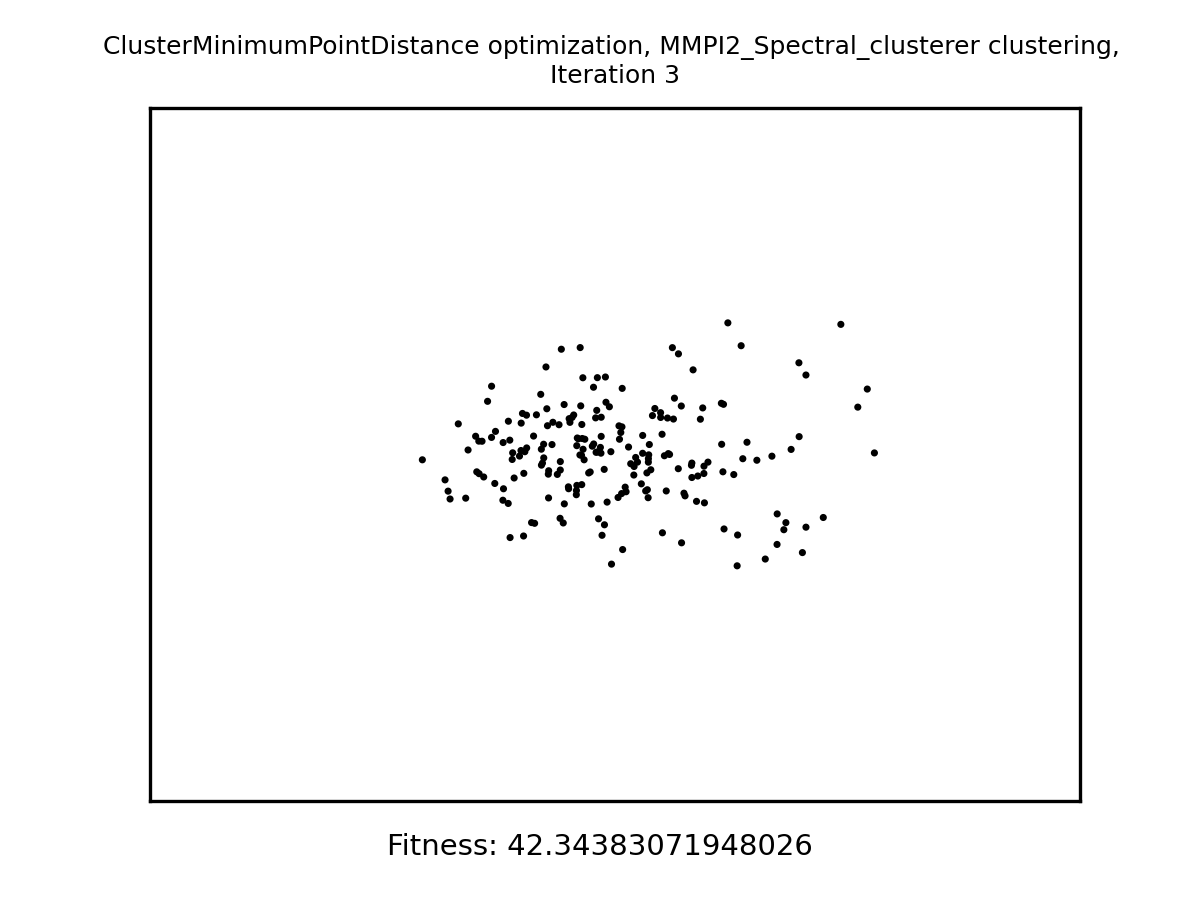 ClusterMinimumPointDistance optimization, MMPI2_Spectral_clusterer clustering,
Iteration 3
Fitness: 42.34383071948026